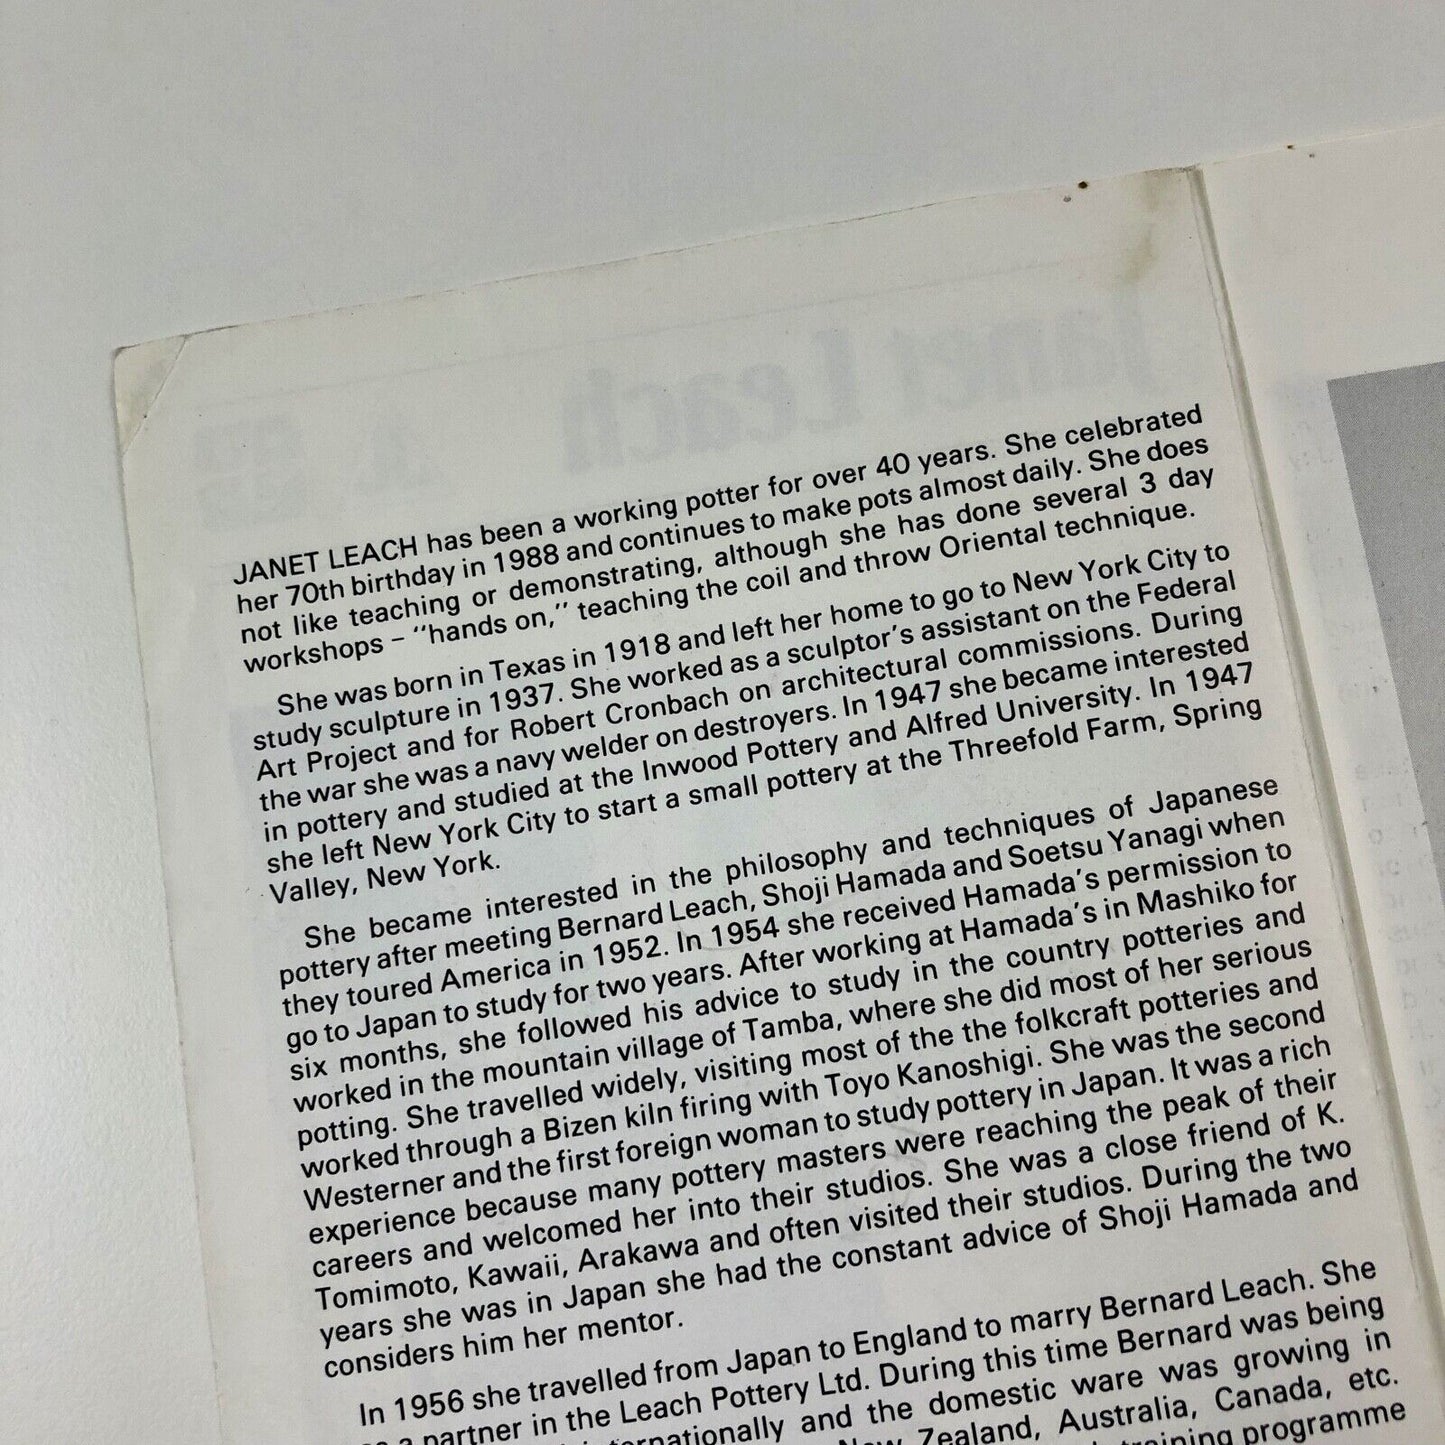 JANET LEACH has been a working potter for over 40 years. She celebrated
her 70th birthday in 1988 and continues to make pots almost daily. She does
not like teaching or demonstrating, although she has done several 3 day
workshops – "hands on," teaching the coil and throw Oriental technique.
She was born in Texas in 1918 and left her home to go to New York City to
study sculpture in 1937. She worked as a sculptor's assistant on the Federal
Art Project and for Robert Cronbach on architectural commissions. During
the war she was a navy welder on destroyers. In 1947 she became interested
in pottery and studied at the Inwood Pottery and Alfred University. In 1947
she left New York City to start a small pottery at the Threefold Farm, Spring
Valley, New York.
She became interested in the philosophy and techniques of Japanese
pottery after meeting Bernard Leach, Shoji Hamada and Soetsu Yanagi when
they toured America in 1952. In 1954 she received Hamada's permission to
go to Japan to study for two years. After working at Hamada's in Mashiko for
six months, she followed his advice to study in the country potteries and
worked in the mountain village of Tamba, where she did most of her serious
potting. She travelled widely, visiting most of the the folkcraft potteries and
worked through a Bizen kiln firing with Toyo Kanoshigi. She was the second
Westerner and the first foreign woman to study pottery in Japan. It was a rich
experience because many pottery masters were reaching the peak of their
careers and welcomed her into their studios. She was a close friend of K.
Tomimoto, Kawaii, Arakawa and often visited their studios. During the two
years she was in Japan she had the constant advice of Shoji Hamada and
considers him her mentor.
In 1956 she travelled from Japan to England to marry Bernard Leach. She
a partner in the Leach Pottery Ltd. During this time Bernard was being
and the domestic ware was growing in
New Zealand, Australia, Canada, etc.
training programme
Janet Leach